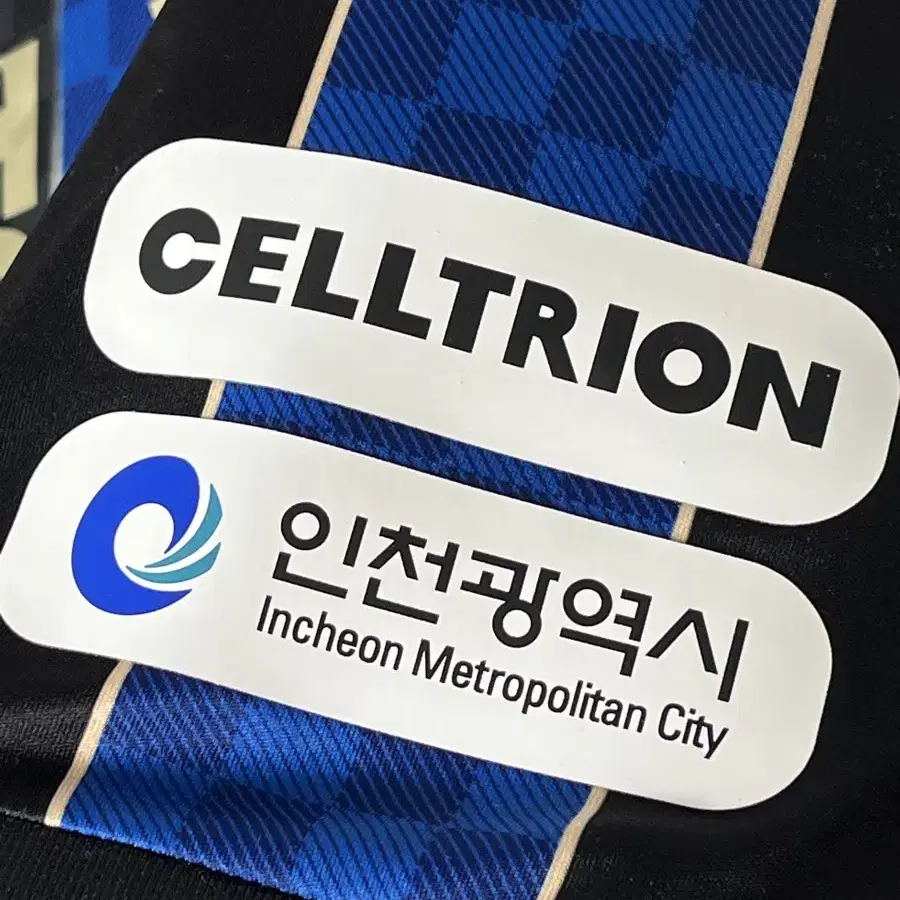 CELLTRION
인천광역시
Incheon Metropolitan City